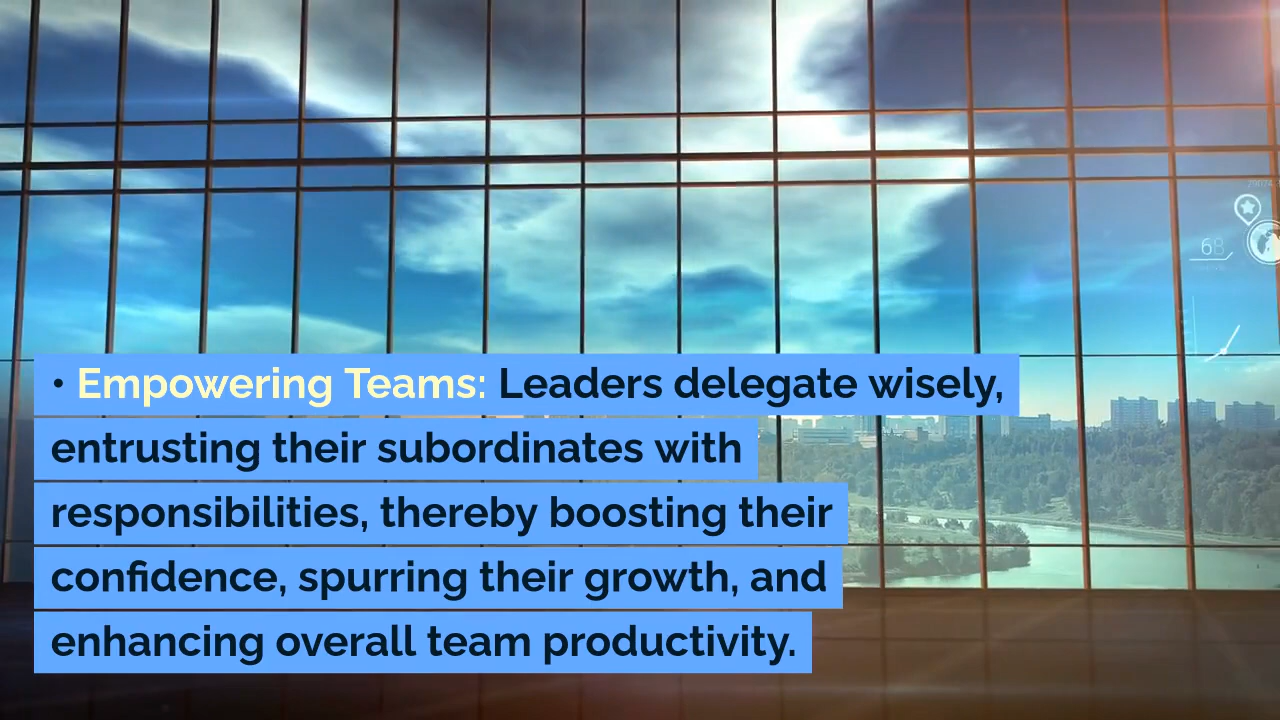 • Empowering Teams: Leaders delegate wisely,
entrusting their subordinates with
responsibilities, thereby boosting their
confidence, spurring their growth, and
enhancing overall team productivity.
68